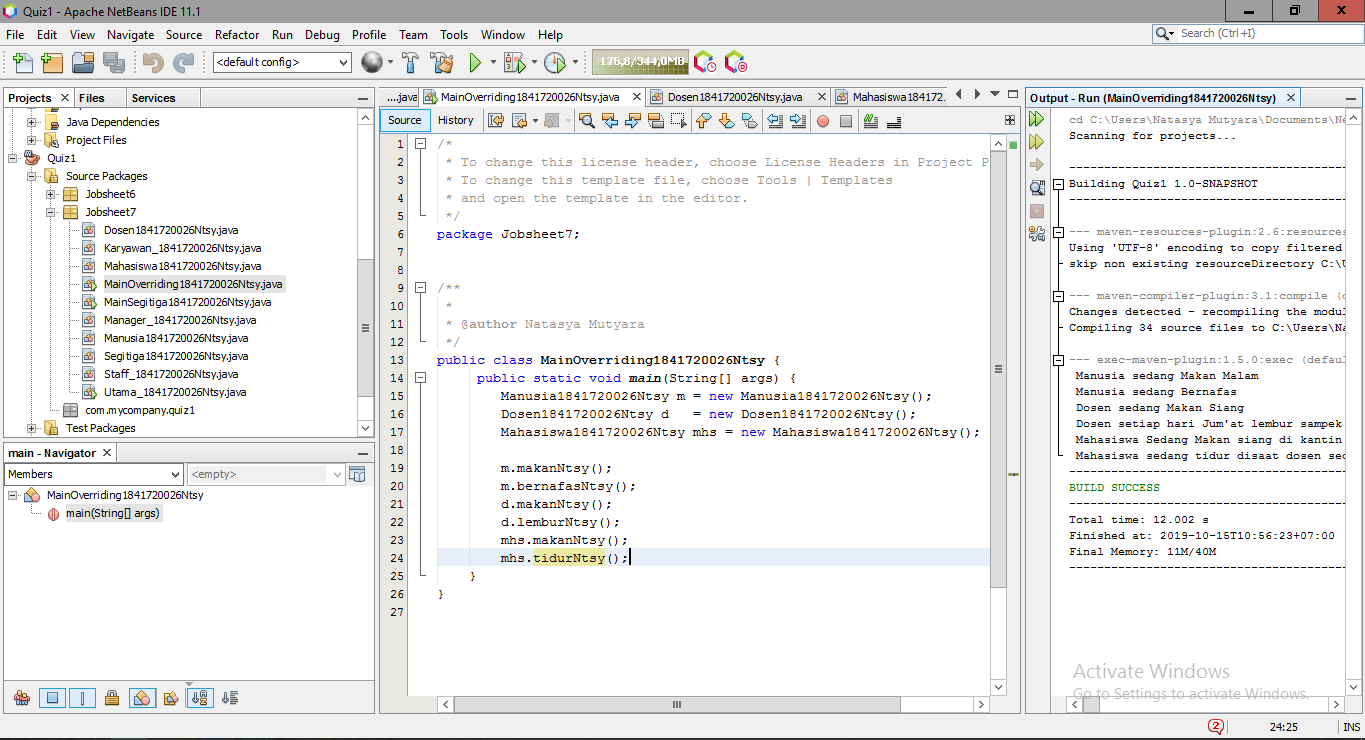 Quiz1 - Apache NetBeans IDE 11.1
File Edit View Navigate Source Refactor Run Debug Profile Team Tools Window Help
Search (Ctrl+I)
<default config>
176,8/344,0MB
Projects Files Services
Java Dependencies
Project Files
Quiz1
Source Packages
Jobsheet6
Jobsheet7
Dosen1841720026Ntsy.java
Karyawan_1841720026Ntsy.java
Mahasiswa1841720026Ntsy.java
MainOverriding1841720026Ntsy.java
MainSegitiga1841720026Ntsy.java
Manager_1841720026Ntsy.java
Manusia1841720026Ntsy.java
Segitiga1841720026Ntsy.java
Staff_1841720026Ntsy.java
Utama_1841720026Ntsy.java
com.mycompany.quiz1
Test Packages
main - Navigator
Members <empty>
MainOverriding1841720026Ntsy
main(String[] args)
....java MainOverriding1841720026Ntsy.java Dosen1841720026Ntsy.java Mahasiswa184172.
Source History
1 /*
2 * To change this license header, choose License Headers in Project P
3 * To change this template file, choose Tools | Templates
4 * and open the template in the editor.
5 */
6 package Jobsheet7;
7
8
9 /**
10 *
11 * @author Natasya Mutyara
12 */
13 public class MainOverriding1841720026Ntsy {
14 public static void main(String[] args) {
15 Manusia1841720026Ntsy m = new Manusia1841720026Ntsy();
16 Dosen1841720026Ntsy d   = new Dosen1841720026Ntsy();
17 Mahasiswa1841720026Ntsy mhs = new Mahasiswa1841720026Ntsy();
18
19 m.makanNtsy();
20 m.bernafasNtsy();
21 d.makanNtsy();
22 d.lemburNtsy();
23 mhs.makanNtsy();
24 mhs.tidurNtsy();
25 }
26 }
27
Output - Run (MainOverriding1841720026Ntsy)
cd C:\Users\Natasya Mutyara\Documents\Ne
Scanning for projects...
------------------------------------
Building Quiz1 1.0-SNAPSHOT
------------------------------------
--- maven-resources-plugin:2.6:resources
Using 'UTF-8' encoding to copy filtered
skip non existing resourceDirectory C:\U
--- maven-compiler-plugin:3.1:compile (d
Changes detected - recompiling the modul
Compiling 34 source files to C:\Users\Na
--- exec-maven-plugin:1.5.0:exec (defaul
Manusia sedang Makan Malam
Manusia sedang Bernafas
Dosen sedang Makan Siang
Dosen setiap hari Jum'at lembur sampek
Mahasiswa Sedang Makan siang di kantin
Mahasiswa sedang tidur disaat dosen sed
------------------------------------
BUILD SUCCESS
------------------------------------
Total time: 12.002 s
Finished at: 2019-10-15T10:56:23+07:00
Final Memory: 11M/40M
------------------------------------
Activate Windows
Go to Settings to activate Windows.
2 24:25 INS